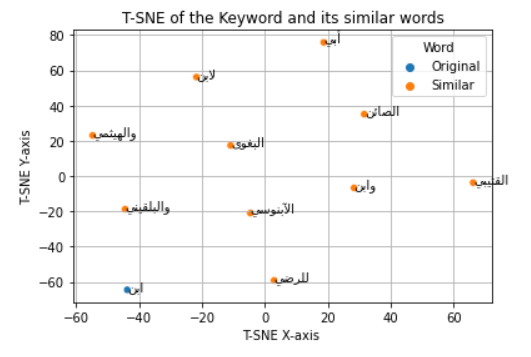 T-SNE of the Keyword and its similar words
Word
Original
Similar
أبي
لابن
الصائن
والهيثمي
البغوى
القتيبي
وابن
والبلقيني
الآبنوسي
للرضي
ابن
T-SNE Y-axis
80
60
40
20
0
−20
−40
−60
−60 −40 −20 0 20 40 60
T-SNE X-axis